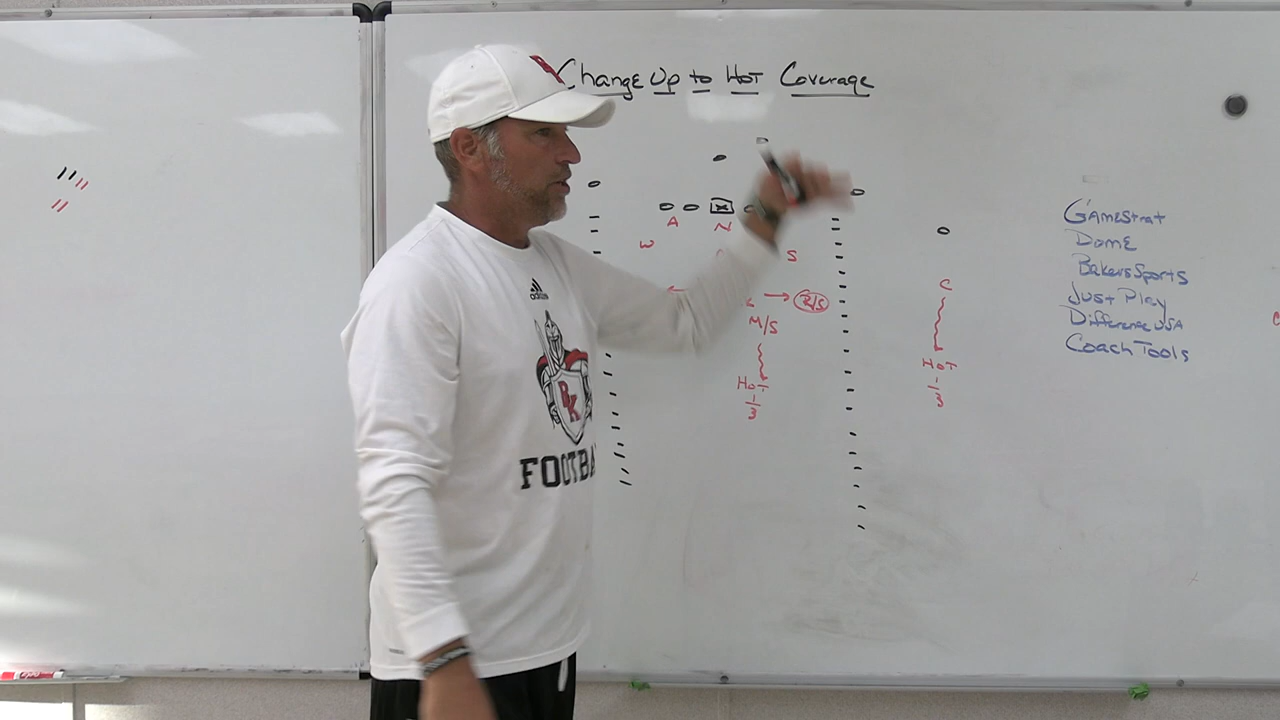 Change Up to Hot Coverage
A
N
W
S
R/S
M/S
Hot
1/3
C
Hot
1/3
GameStrat
Dome
Bakers Sports
Just Play
Difference USA
Coach Tools
adidas
BK
FOOTBA